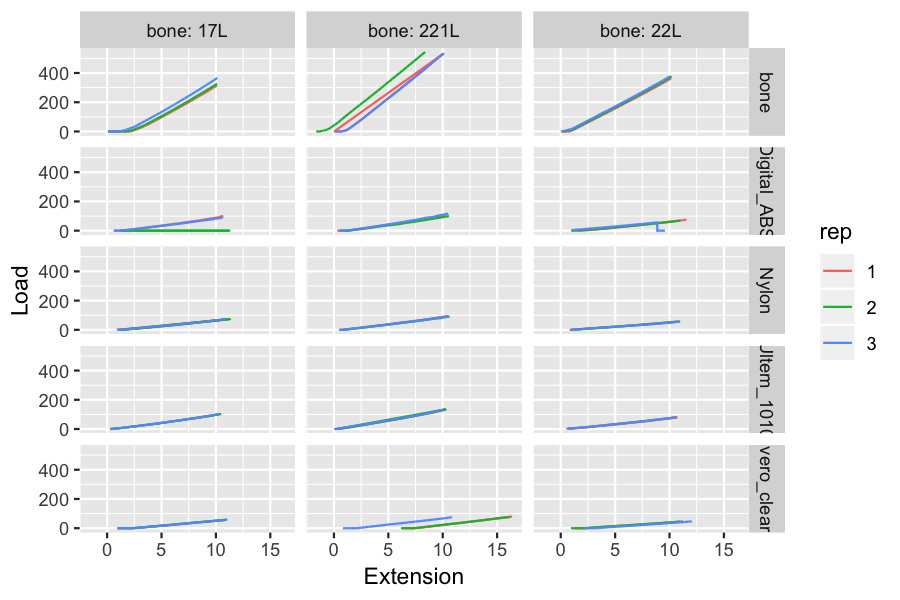 bone: 17L bone: 221L bone: 22L
400
200
0
bone
400
200
0
Digital_ABS
400
200
0
Nylon
400
200
0
Ultem_1010
400
200
0
vero_clear
0 5 10 15 0 5 10 15 0 5 10 15
Extension
Load
rep
1
2
3